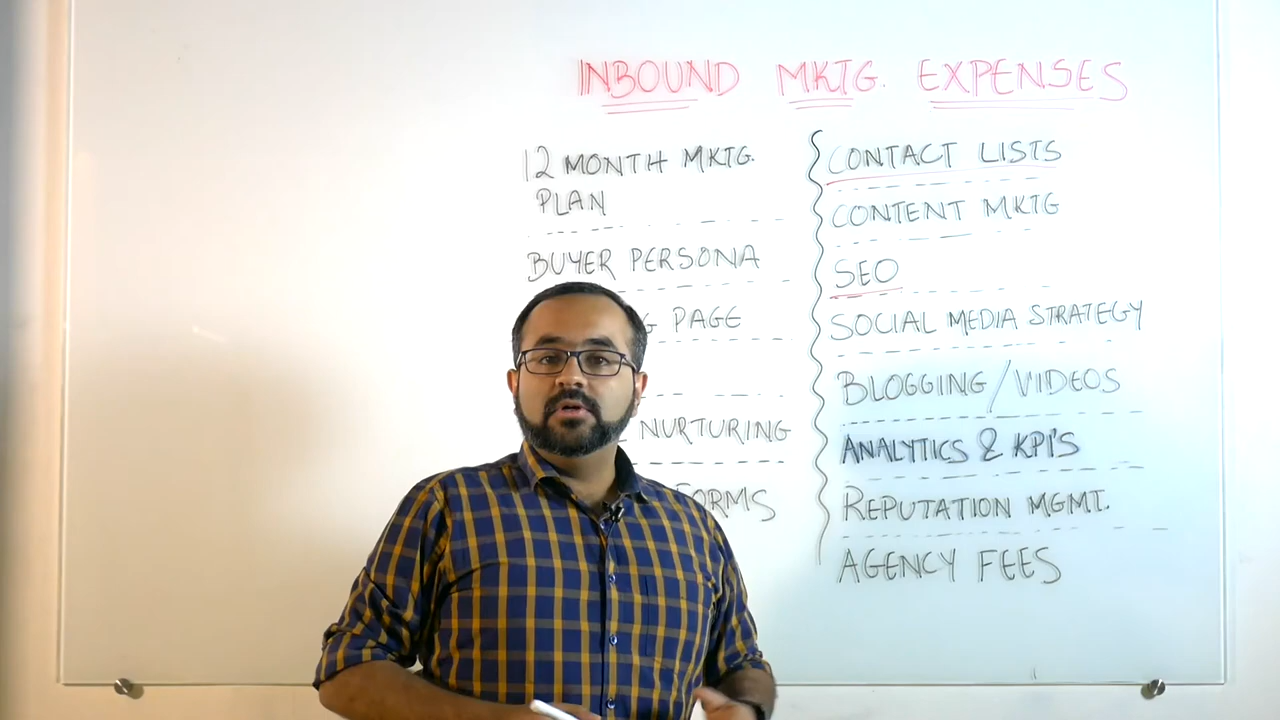 INBOUND MKTG. EXPENSES
12 MONTH MKTG.
PLAN
BUYER PERSONA
PAGE
NURTURING
CONTACT LISTS
CONTENT MKTG
SEO
SOCIAL MEDIA STRATEGY
BLOGGING/VIDEOS
ANALYTICS & KPI'S
REPUTATION MGMT.
AGENCY FEES